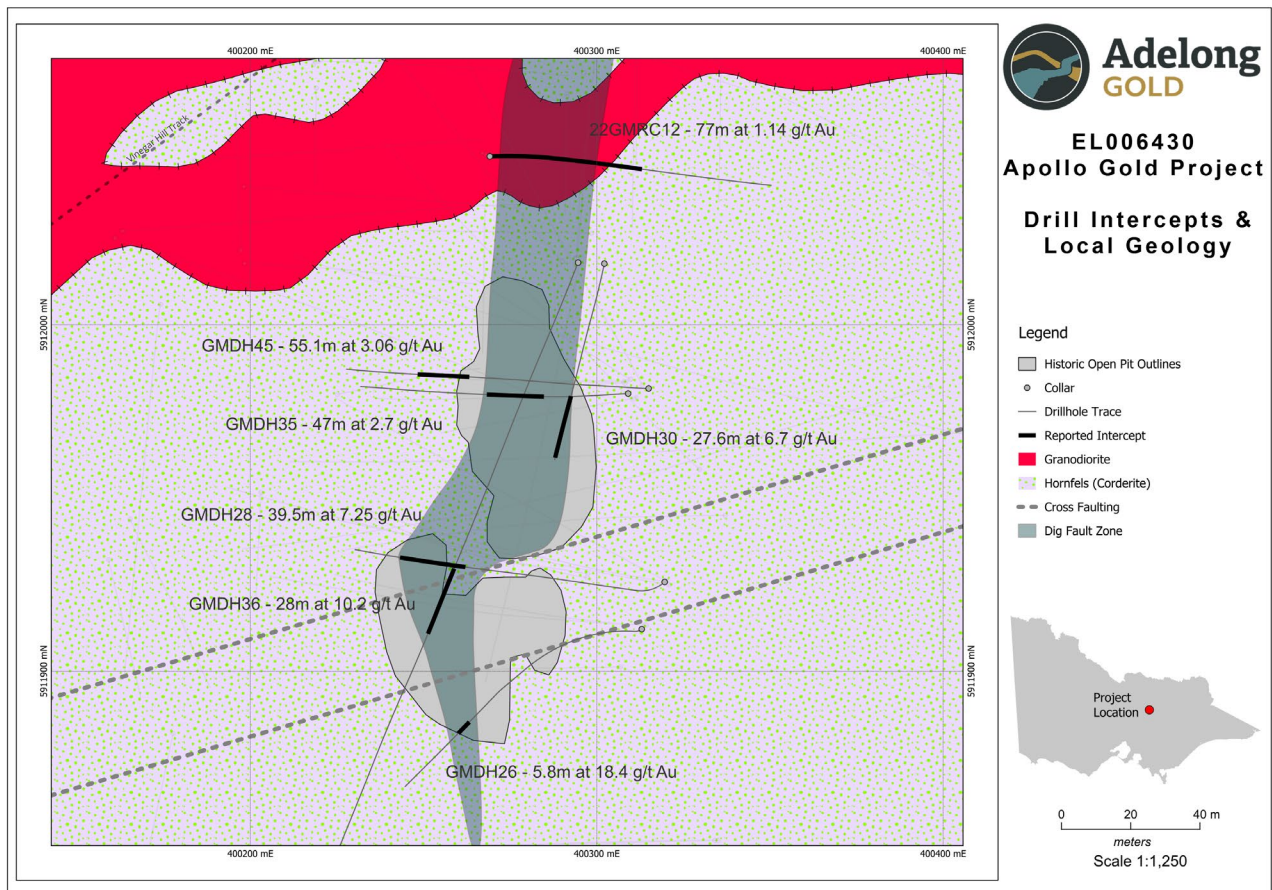 400200 mE
400300 mE
400400 mE
Vinegar Hill Track
22GMRC12 - 77m at 1.14 g/t Au
5912000 mN
5912000 mN
GMDH45 - 55.1m at 3.06 g/t Au
GMDH35 - 47m at 2.7 g/t Au
GMDH30 - 27.6m at 6.7 g/t Au
GMDH28 - 39.5m at 7.25 g/t Au
GMDH36 - 28m at 10.2 g/t Au
5911900 mN
5911900 mN
GMDH26 - 5.8m at 18.4 g/t Au
400200 mE
400300 mE
400400 mE
Adelong
GOLD
EL006430
Apollo Gold Project
Drill Intercepts &
Local Geology
Legend
Historic Open Pit Outlines
Collar
Drillhole Trace
Reported Intercept
Granodiorite
Hornfels (Corderite)
Cross Faulting
Dig Fault Zone
Project
Location
0 20 40 m
meters
Scale 1:1,250